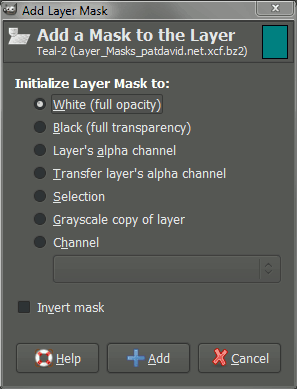 Add Layer Mask
Add a Mask to the Layer
Teal-2 (Layer_Masks_patdavid.net.xcf.bz2)
Initialize Layer Mask to:
White (full opacity)
Black (full transparency)
Layer's alpha channel
Transfer layer's alpha channel
Selection
Grayscale copy of layer
Channel
Invert mask
Help
Add
Cancel